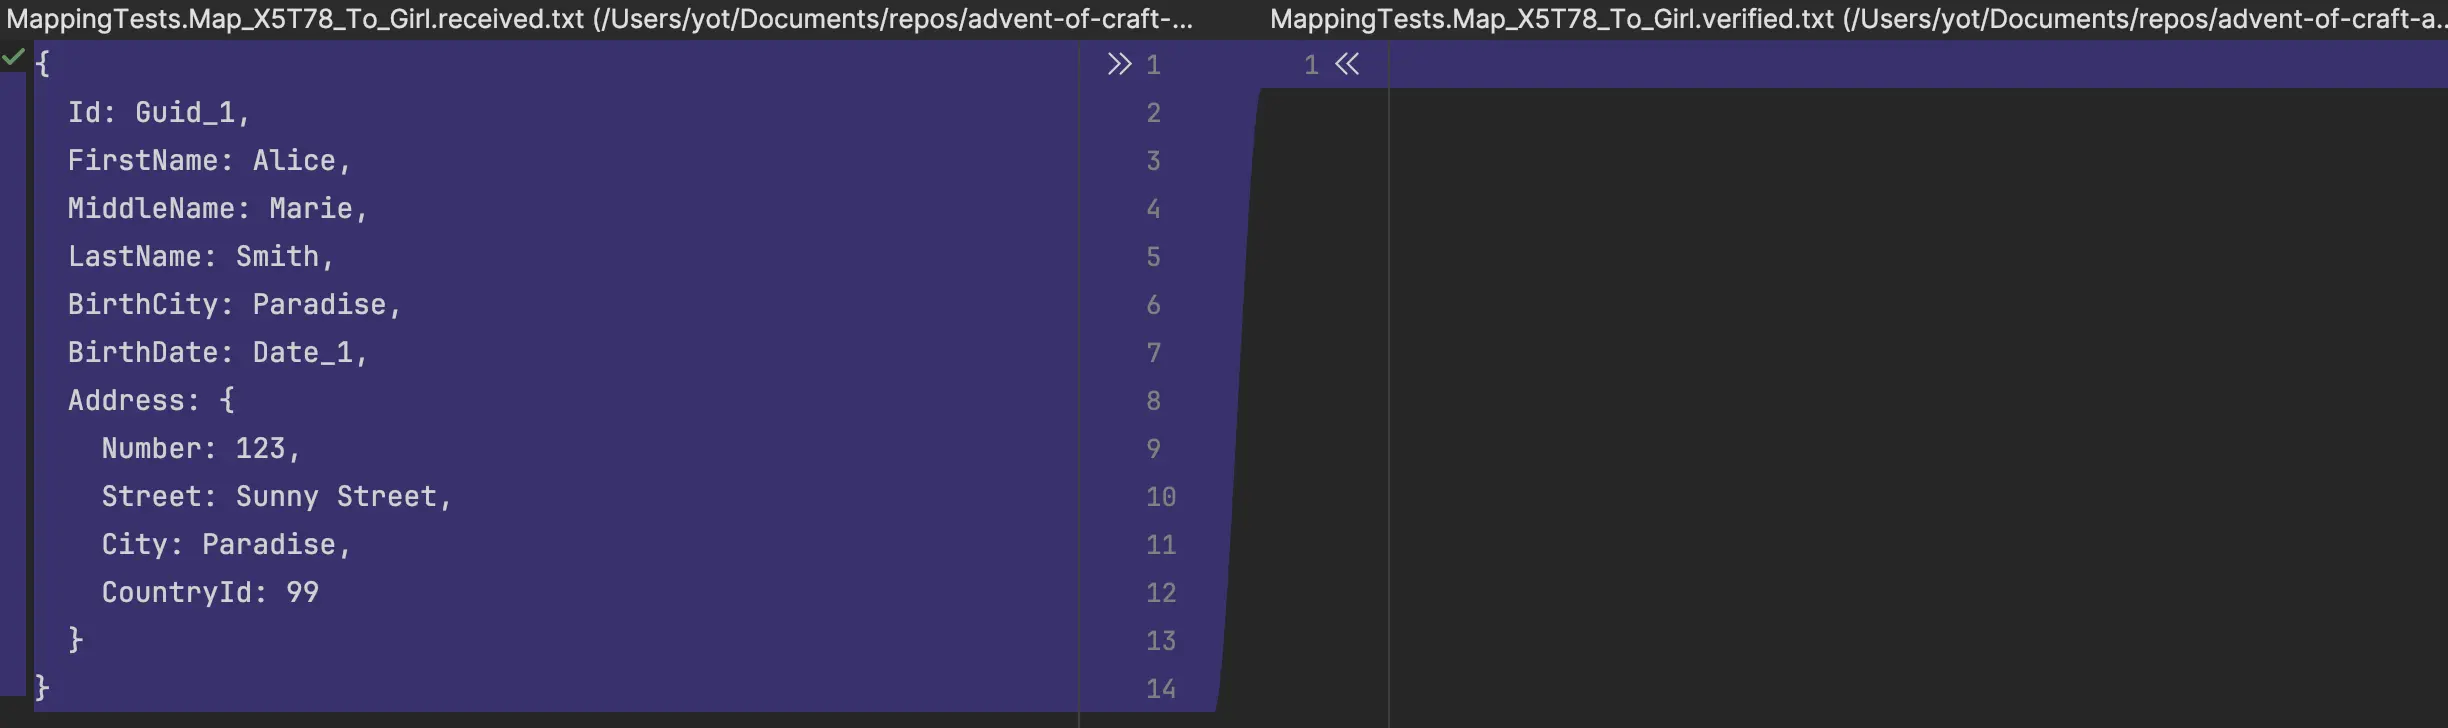 MappingTests.Map_X5T78_To_Girl.received.txt (/Users/yot/Documents/repos/advent-of-craft-...
MappingTests.Map_X5T78_To_Girl.verified.txt (/Users/yot/Documents/repos/advent-of-craft-a...
{ >> 1 1 <<
  Id: Guid_1, 2
  FirstName: Alice, 3
  MiddleName: Marie, 4
  LastName: Smith, 5
  BirthCity: Paradise, 6
  BirthDate: Date_1, 7
  Address: { 8
    Number: 123, 9
    Street: Sunny Street, 10
    City: Paradise, 11
    CountryId: 99 12
  } 13
} 14